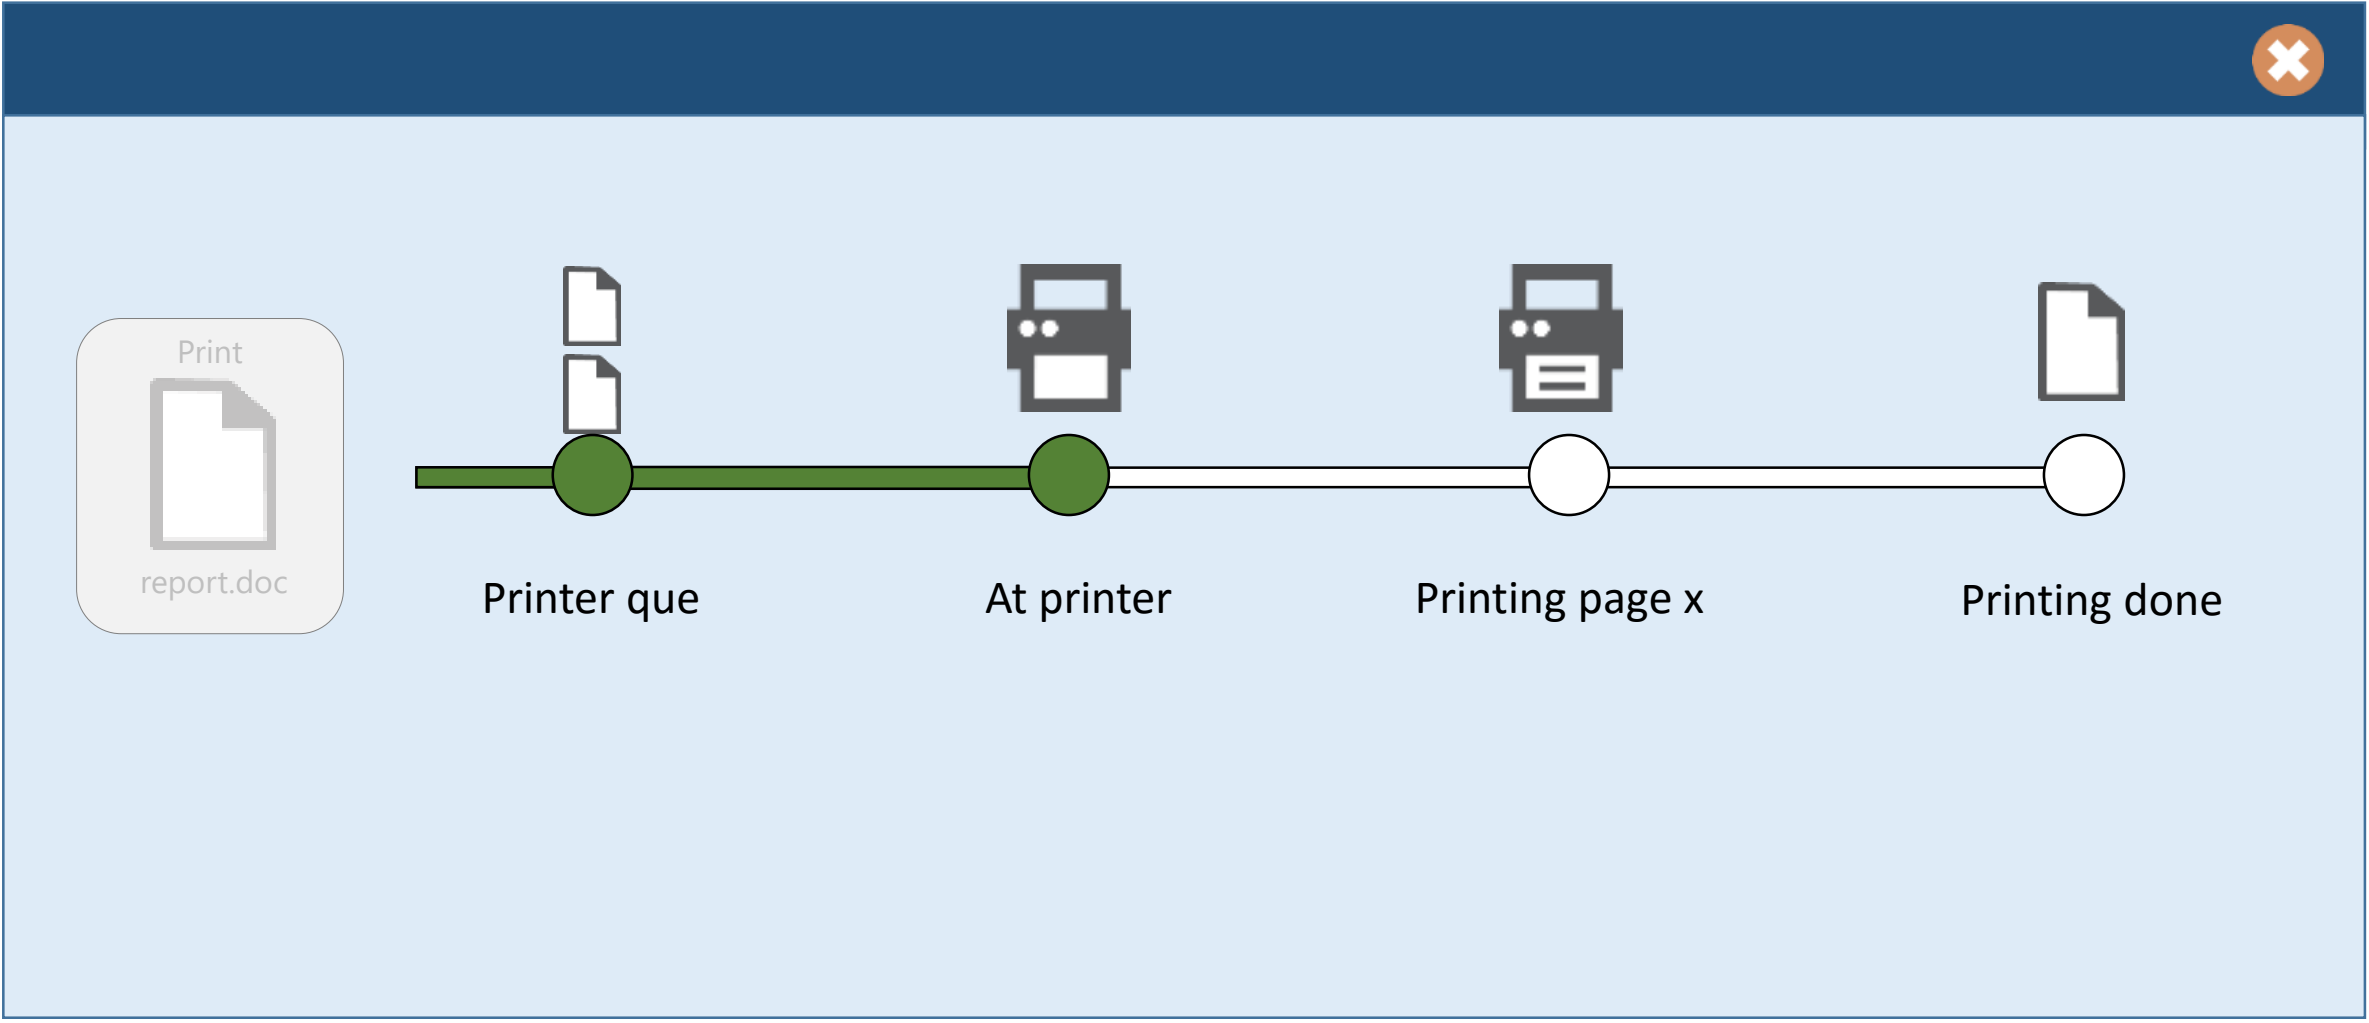 Print
report.doc
Printer que
At printer
Printing page x
Printing done